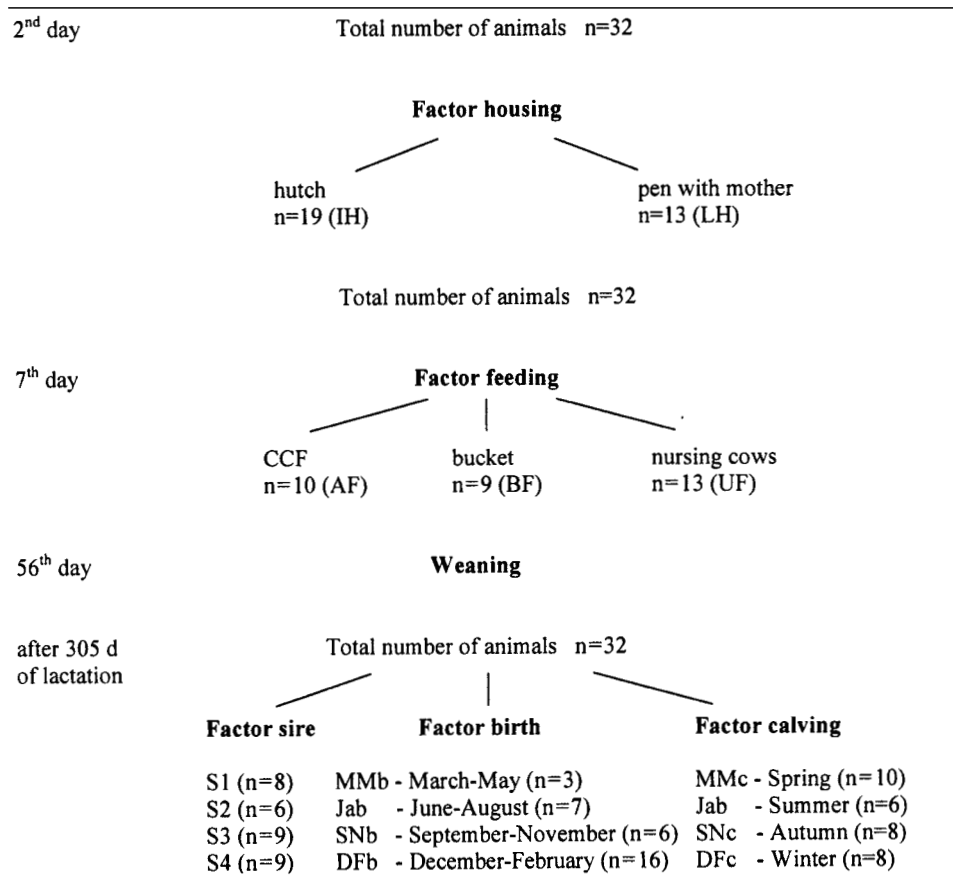 2nd day Total number of animals n=32
Factor housing
hutch pen with mother
n=19 (IH) n=13 (LH)
Total number of animals n=32
7th day Factor feeding
CCF bucket nursing cows
n=10 (AF) n=9 (BF) n=13 (UF)
56th day Weaning
after 305 d Total number of animals n=32
of lactation
Factor sire Factor birth Factor calving
S1 (n=8) MMb - March-May (n=3) MMc - Spring (n=10)
S2 (n=6) Jab - June-August (n=7) Jab - Summer (n=6)
S3 (n=9) SNb - September-November (n=6) SNc - Autumn (n=8)
S4 (n=9) DFb - December-February (n=16) DFc - Winter (n=8)